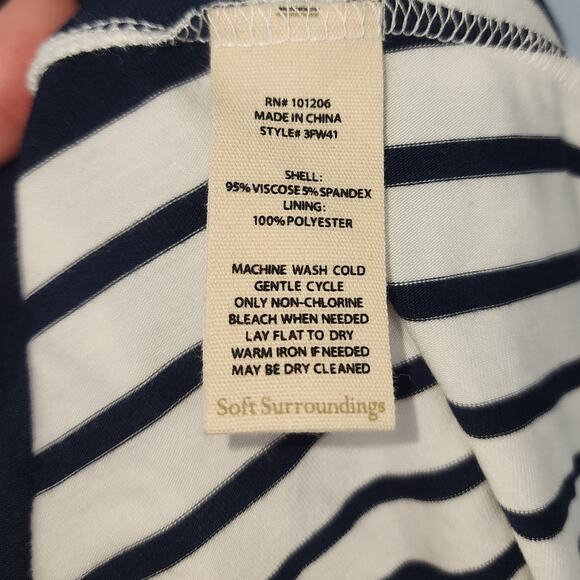 RN# 101206
MADE IN CHINA
STYLE# 3FW41
SHELL:
95% VISCOSE 5% SPANDEX
LINING:
100% POLYESTER
MACHINE WASH COLD
GENTLE CYCLE
ONLY NON-CHLORINE
BLEACH WHEN NEEDED
LAY FLAT TO DRY
WARM IRON IF NEEDED
MAY BE DRY CLEANED
Soft Surroundings